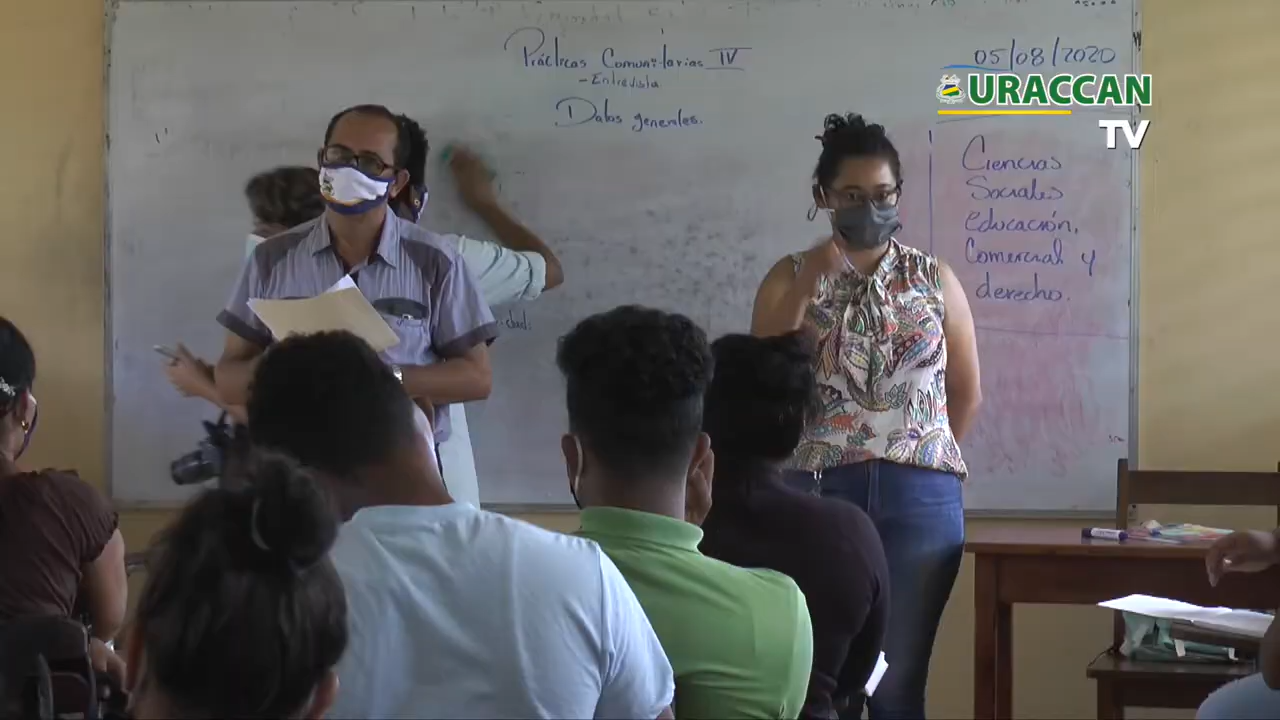 Prácticas Comunitarias IV
- Entrevista
Datos generales.
05/08/2020
URACCAN
TV
Ciencias
Sociales
educación,
Comercial y
derecho.